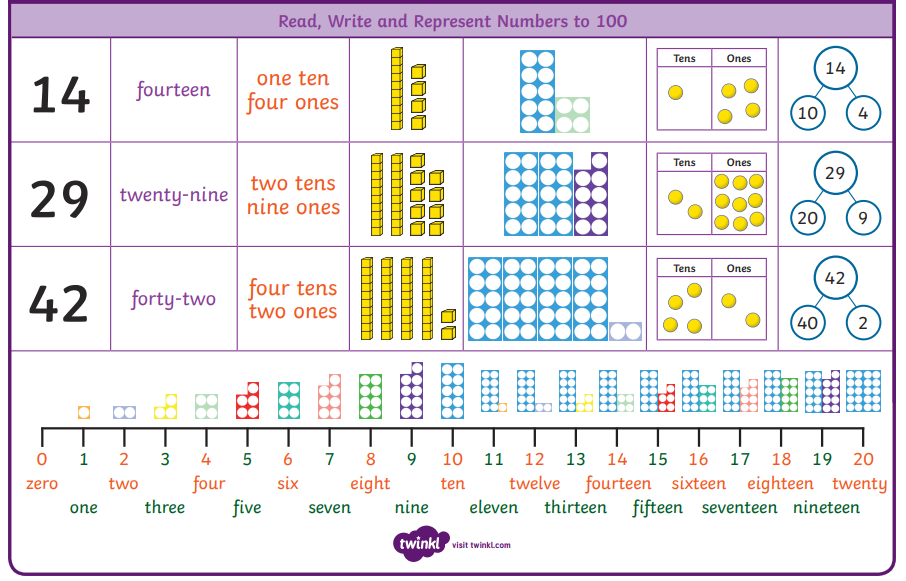 Read, Write and Represent Numbers to 100
14
fourteen
one ten
four ones
Tens Ones
14
10 4
29
twenty-nine
two tens
nine ones
Tens Ones
29
20 9
42
forty-two
four tens
two ones
Tens Ones
42
40 2
0 1 2 3 4 5 6 7 8 9 10 11 12 13 14 15 16 17 18 19 20
zero two four six eight ten twelve fourteen sixteen eighteen twenty
one three five seven nine eleven thirteen fifteen seventeen nineteen
twinkl visit twinkl.com